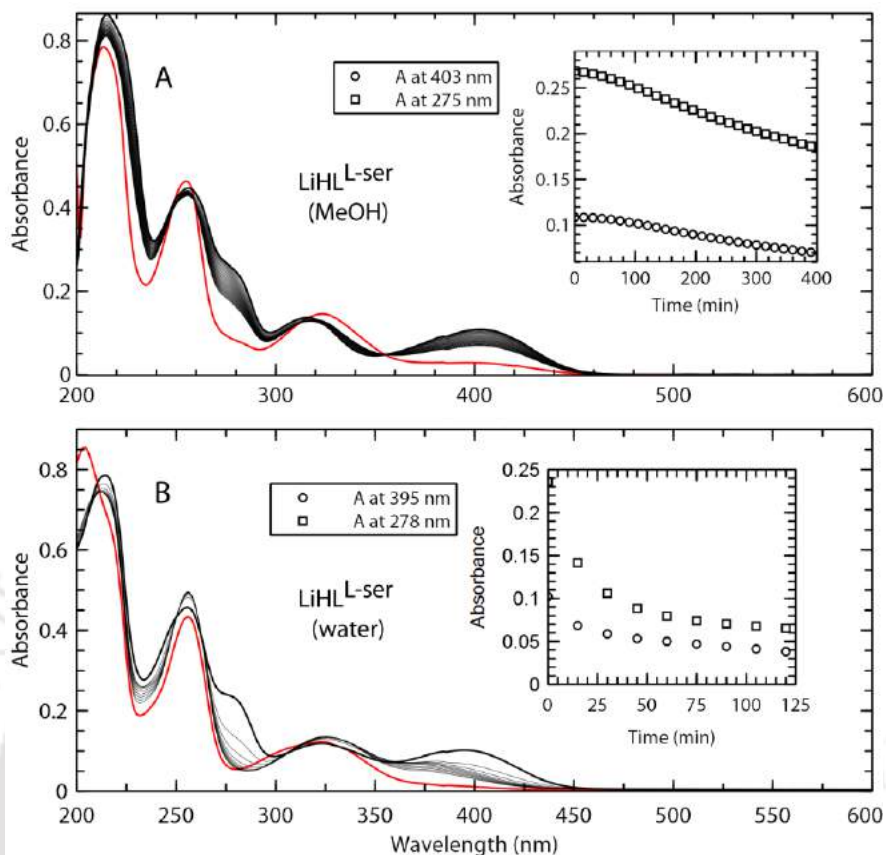 A
A at 403 nm
A at 275 nm
LiHL^L-ser
(MeOH)
Absorbance
0.8
0.6
0.4
0.2
0
200
300
400
500
600
Absorbance
0.25
0.2
0.15
0.1
0
100
200
300
400
Time (min)
B
A at 395 nm
A at 278 nm
LiHL^L-ser
(water)
Absorbance
0.8
0.6
0.4
0.2
0
200
250
300
350
400
450
500
550
600
Wavelength (nm)
Absorbance
0.25
0.2
0.15
0.1
0.05
0
0
25
50
75
100
125
Time (min)